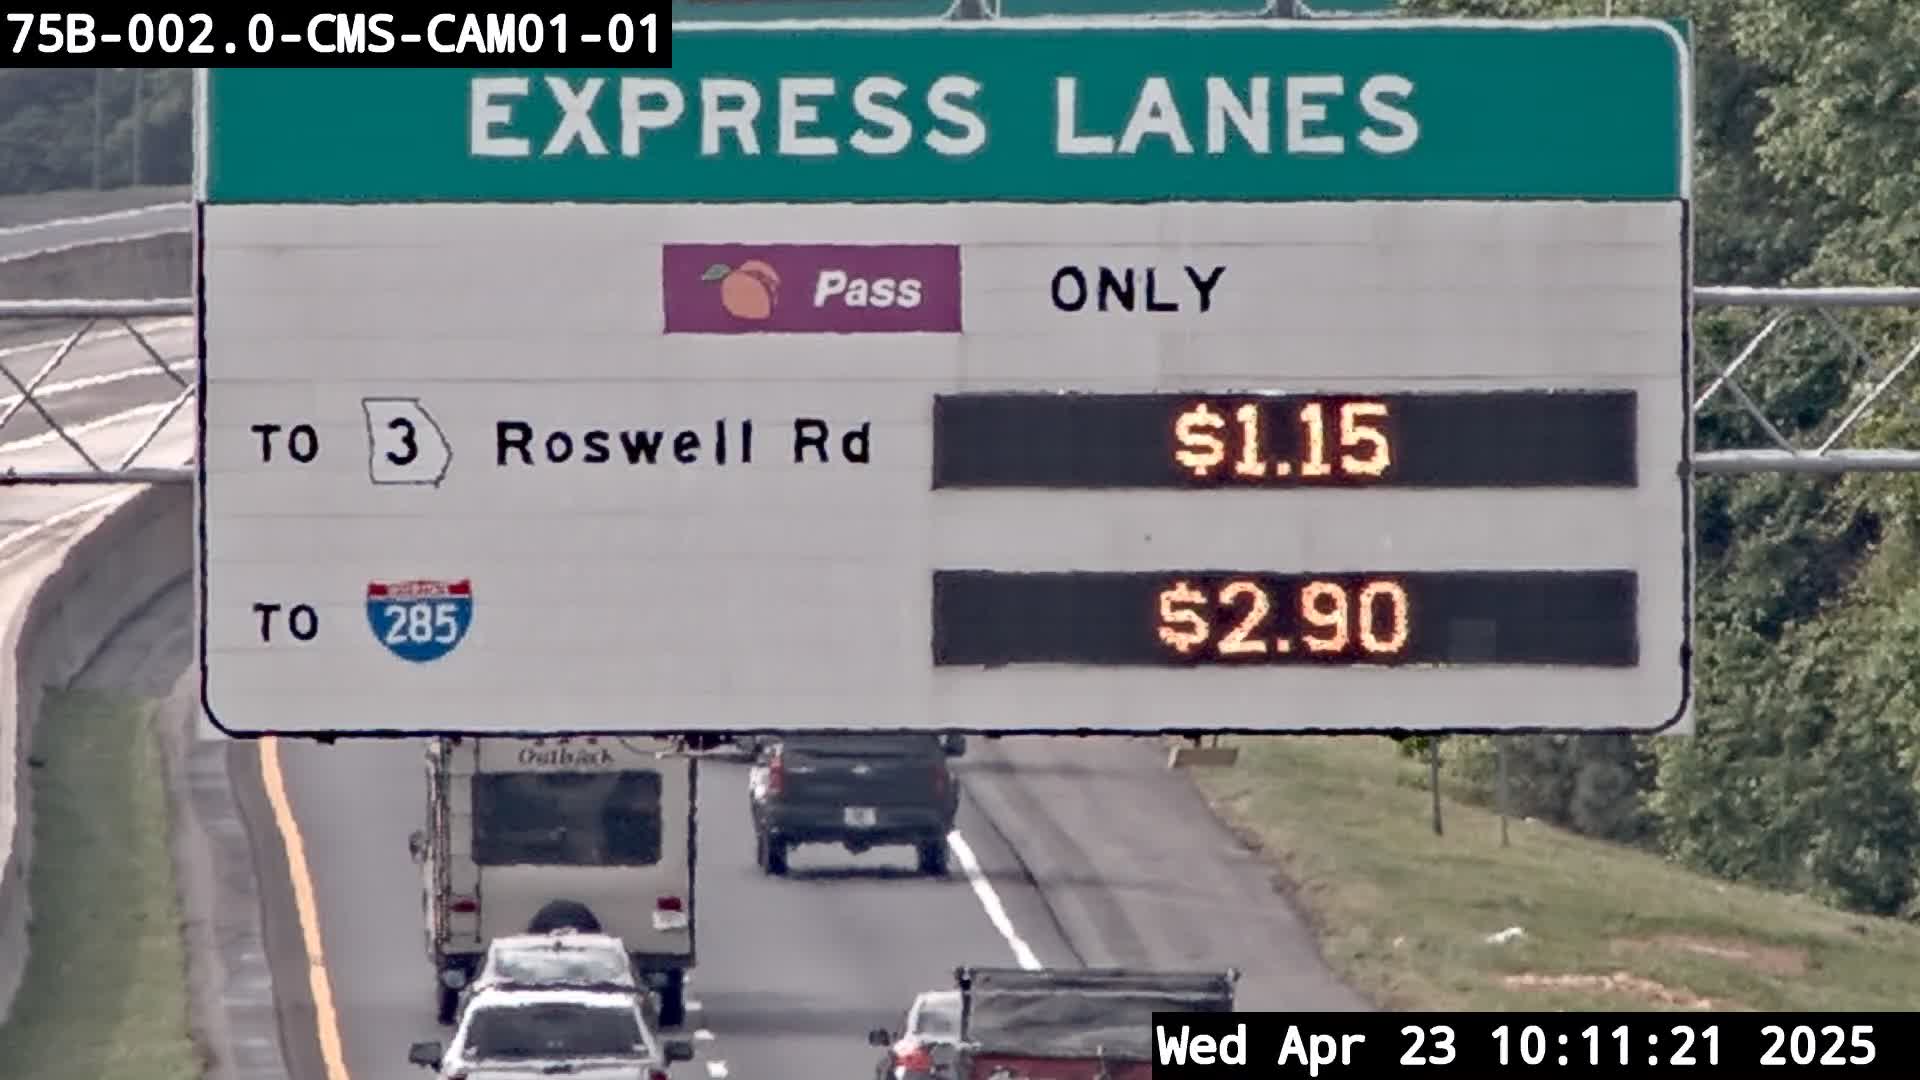 75B-002.0-CMS-CAM01-01
EXPRESS LANES
Pass ONLY
TO 3 Roswell Rd $1.15
TO 285 $2.90
Outback
Wed Apr 23 10:11:21 2025